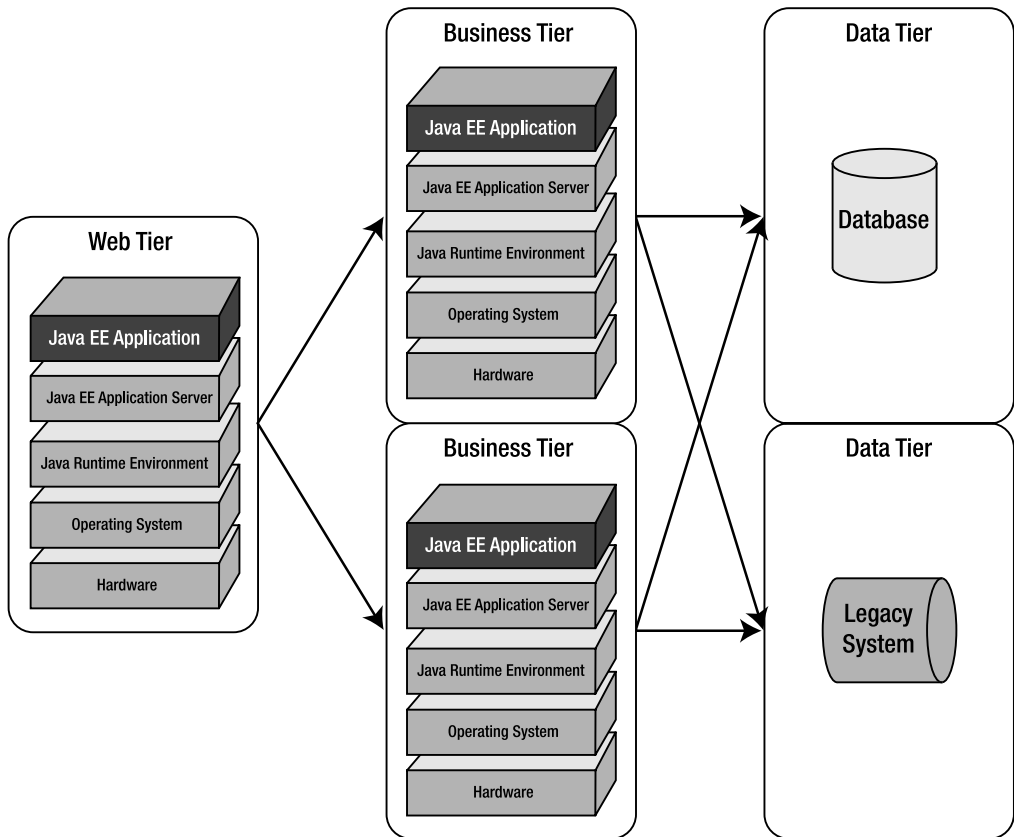 Web Tier
Java EE Application
Java EE Application Server
Java Runtime Environment
Operating System
Hardware
Business Tier
Java EE Application
Java EE Application Server
Java Runtime Environment
Operating System
Hardware
Business Tier
Java EE Application
Java EE Application Server
Java Runtime Environment
Operating System
Hardware
Data Tier
Database
Data Tier
Legacy
System